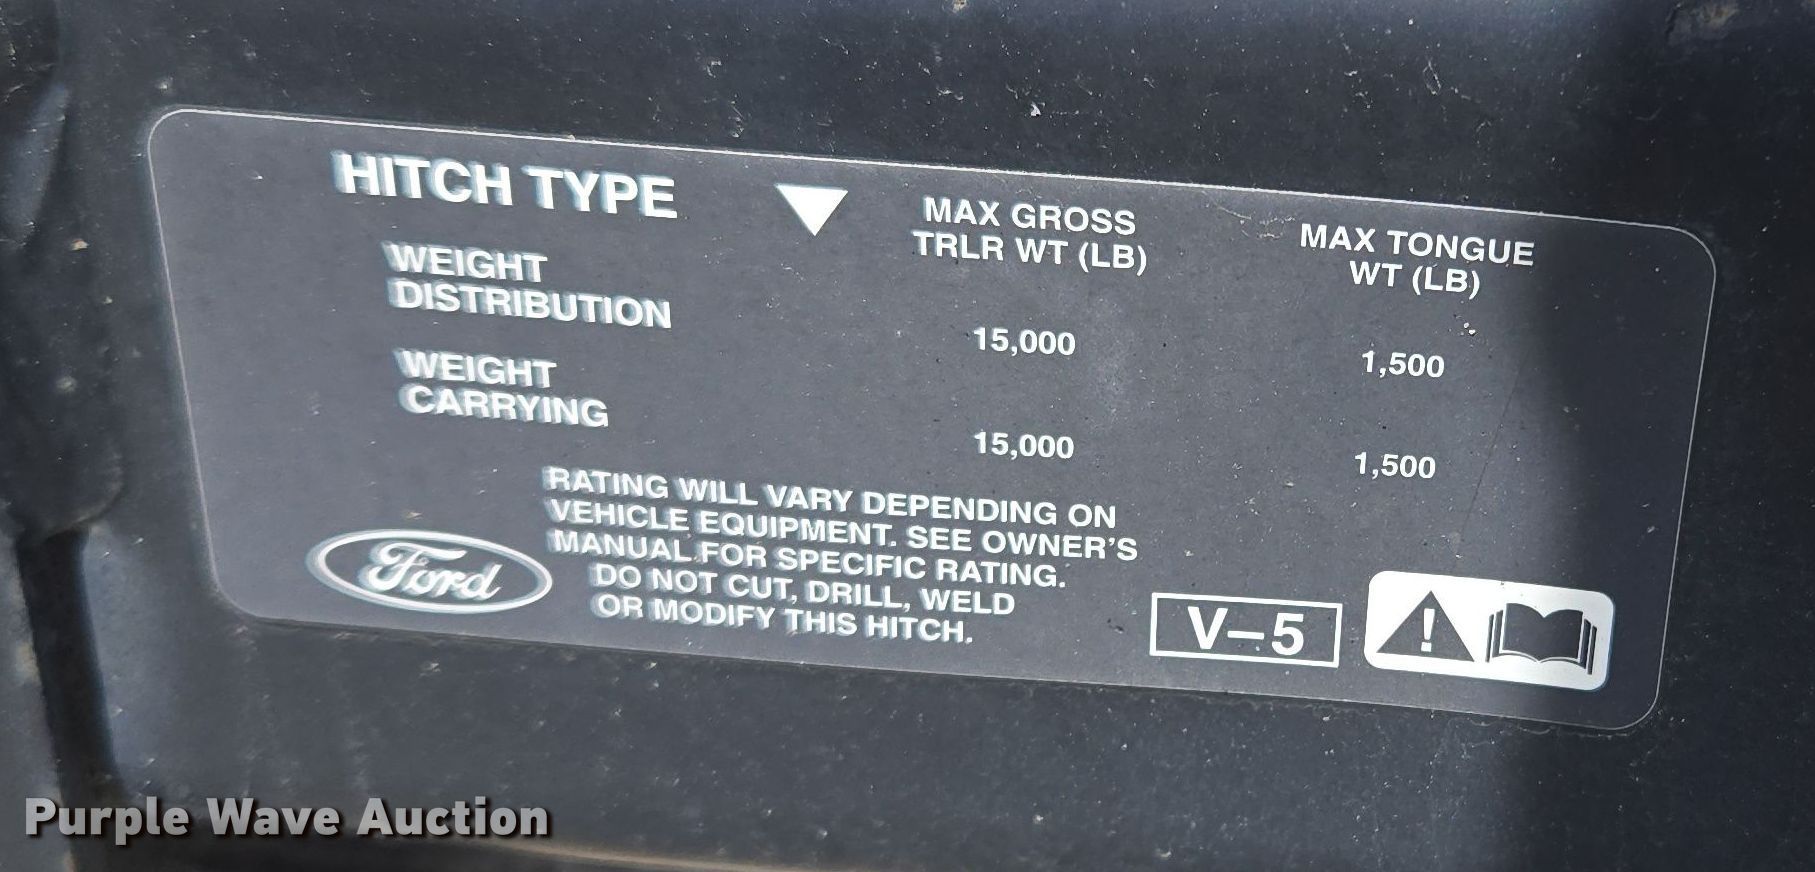 HITCH TYPE
MAX GROSS
TRLR WT (LB)
MAX TONGUE
WT (LB)
WEIGHT
DISTRIBUTION
15,000
1,500
WEIGHT
CARRYING
15,000
1,500
RATING WILL VARY DEPENDING ON
VEHICLE EQUIPMENT. SEE OWNER'S
MANUAL FOR SPECIFIC RATING.
DO NOT CUT, DRILL, WELD
OR MODIFY THIS HITCH.
Ford
V-5
!
Purple Wave Auction